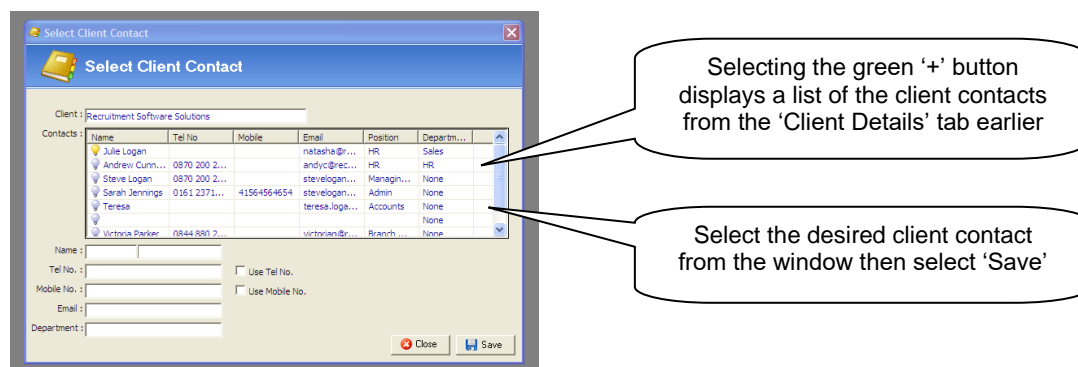 Select Client Contact
Select Client Contact
Client : Recruitment Software Solutions
Contacts :
Name Tel No Mobile Email Position Departm...
Julie Logan natasha@r... HR Sales
Andrew Cunn... 0870 200 2... andyc@rec... HR HR
Steve Logan 0870 200 2... stevelogan... Managin... None
Sarah Jennings 0161 2371... 41564564654 stevelogan... Admin None
Teresa teresa.loga... Accounts None
None
Victoria Parker 0844 880 2... victorian@r... Branch ... None
Name :
Tel No. : Use Tel No.
Mobile No. : Use Mobile No.
Email :
Department :
Close Save
Selecting the green ‘+’ button
displays a list of the client contacts
from the ‘Client Details’ tab earlier
Select the desired client contact
from the window then select ‘Save’